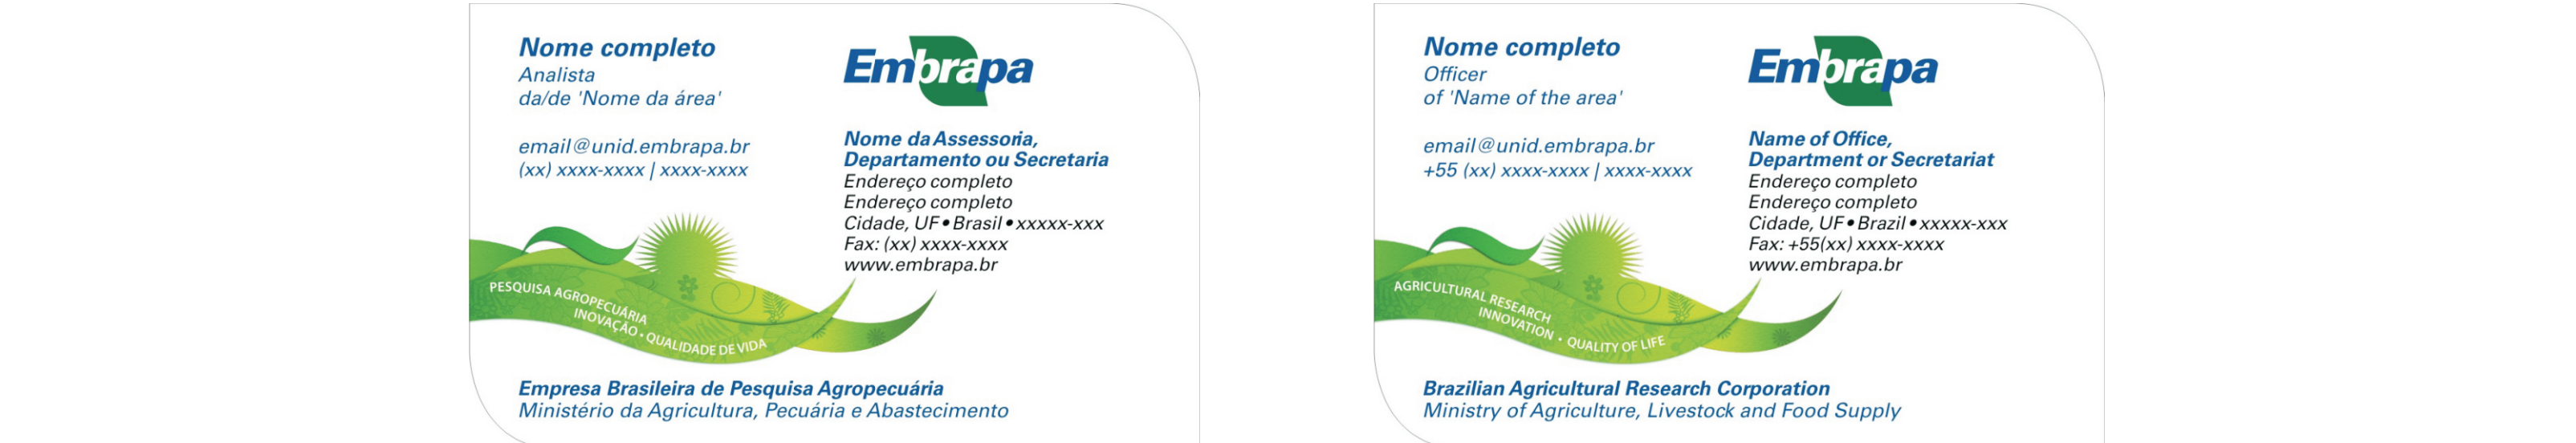 Nome completo
Analista
da/de 'Nome da área'
email@unid.embrapa.br
(xx) xxxx-xxxx | xxxx-xxxx
Embrapa
Nome da Assessoria,
Departamento ou Secretaria
Endereço completo
Endereço completo
Cidade, UF • Brasil • xxxxx-xxx
Fax: (xx) xxxx-xxxx
www.embrapa.br
PESQUISA AGROPECUÁRIA
INOVAÇÃO • QUALIDADE DE VIDA
Empresa Brasileira de Pesquisa Agropecuária
Ministério da Agricultura, Pecuária e Abastecimento
Nome completo
Officer
of 'Name of the area'
email@unid.embrapa.br
+55 (xx) xxxx-xxxx | xxxx-xxxx
Embrapa
Name of Office,
Department or Secretariat
Endereço completo
Endereço completo
Cidade, UF • Brazil • xxxxx-xxx
Fax: +55(xx) xxxx-xxxx
www.embrapa.br
AGRICULTURAL RESEARCH
INNOVATION • QUALITY OF LIFE
Brazilian Agricultural Research Corporation
Ministry of Agriculture, Livestock and Food Supply